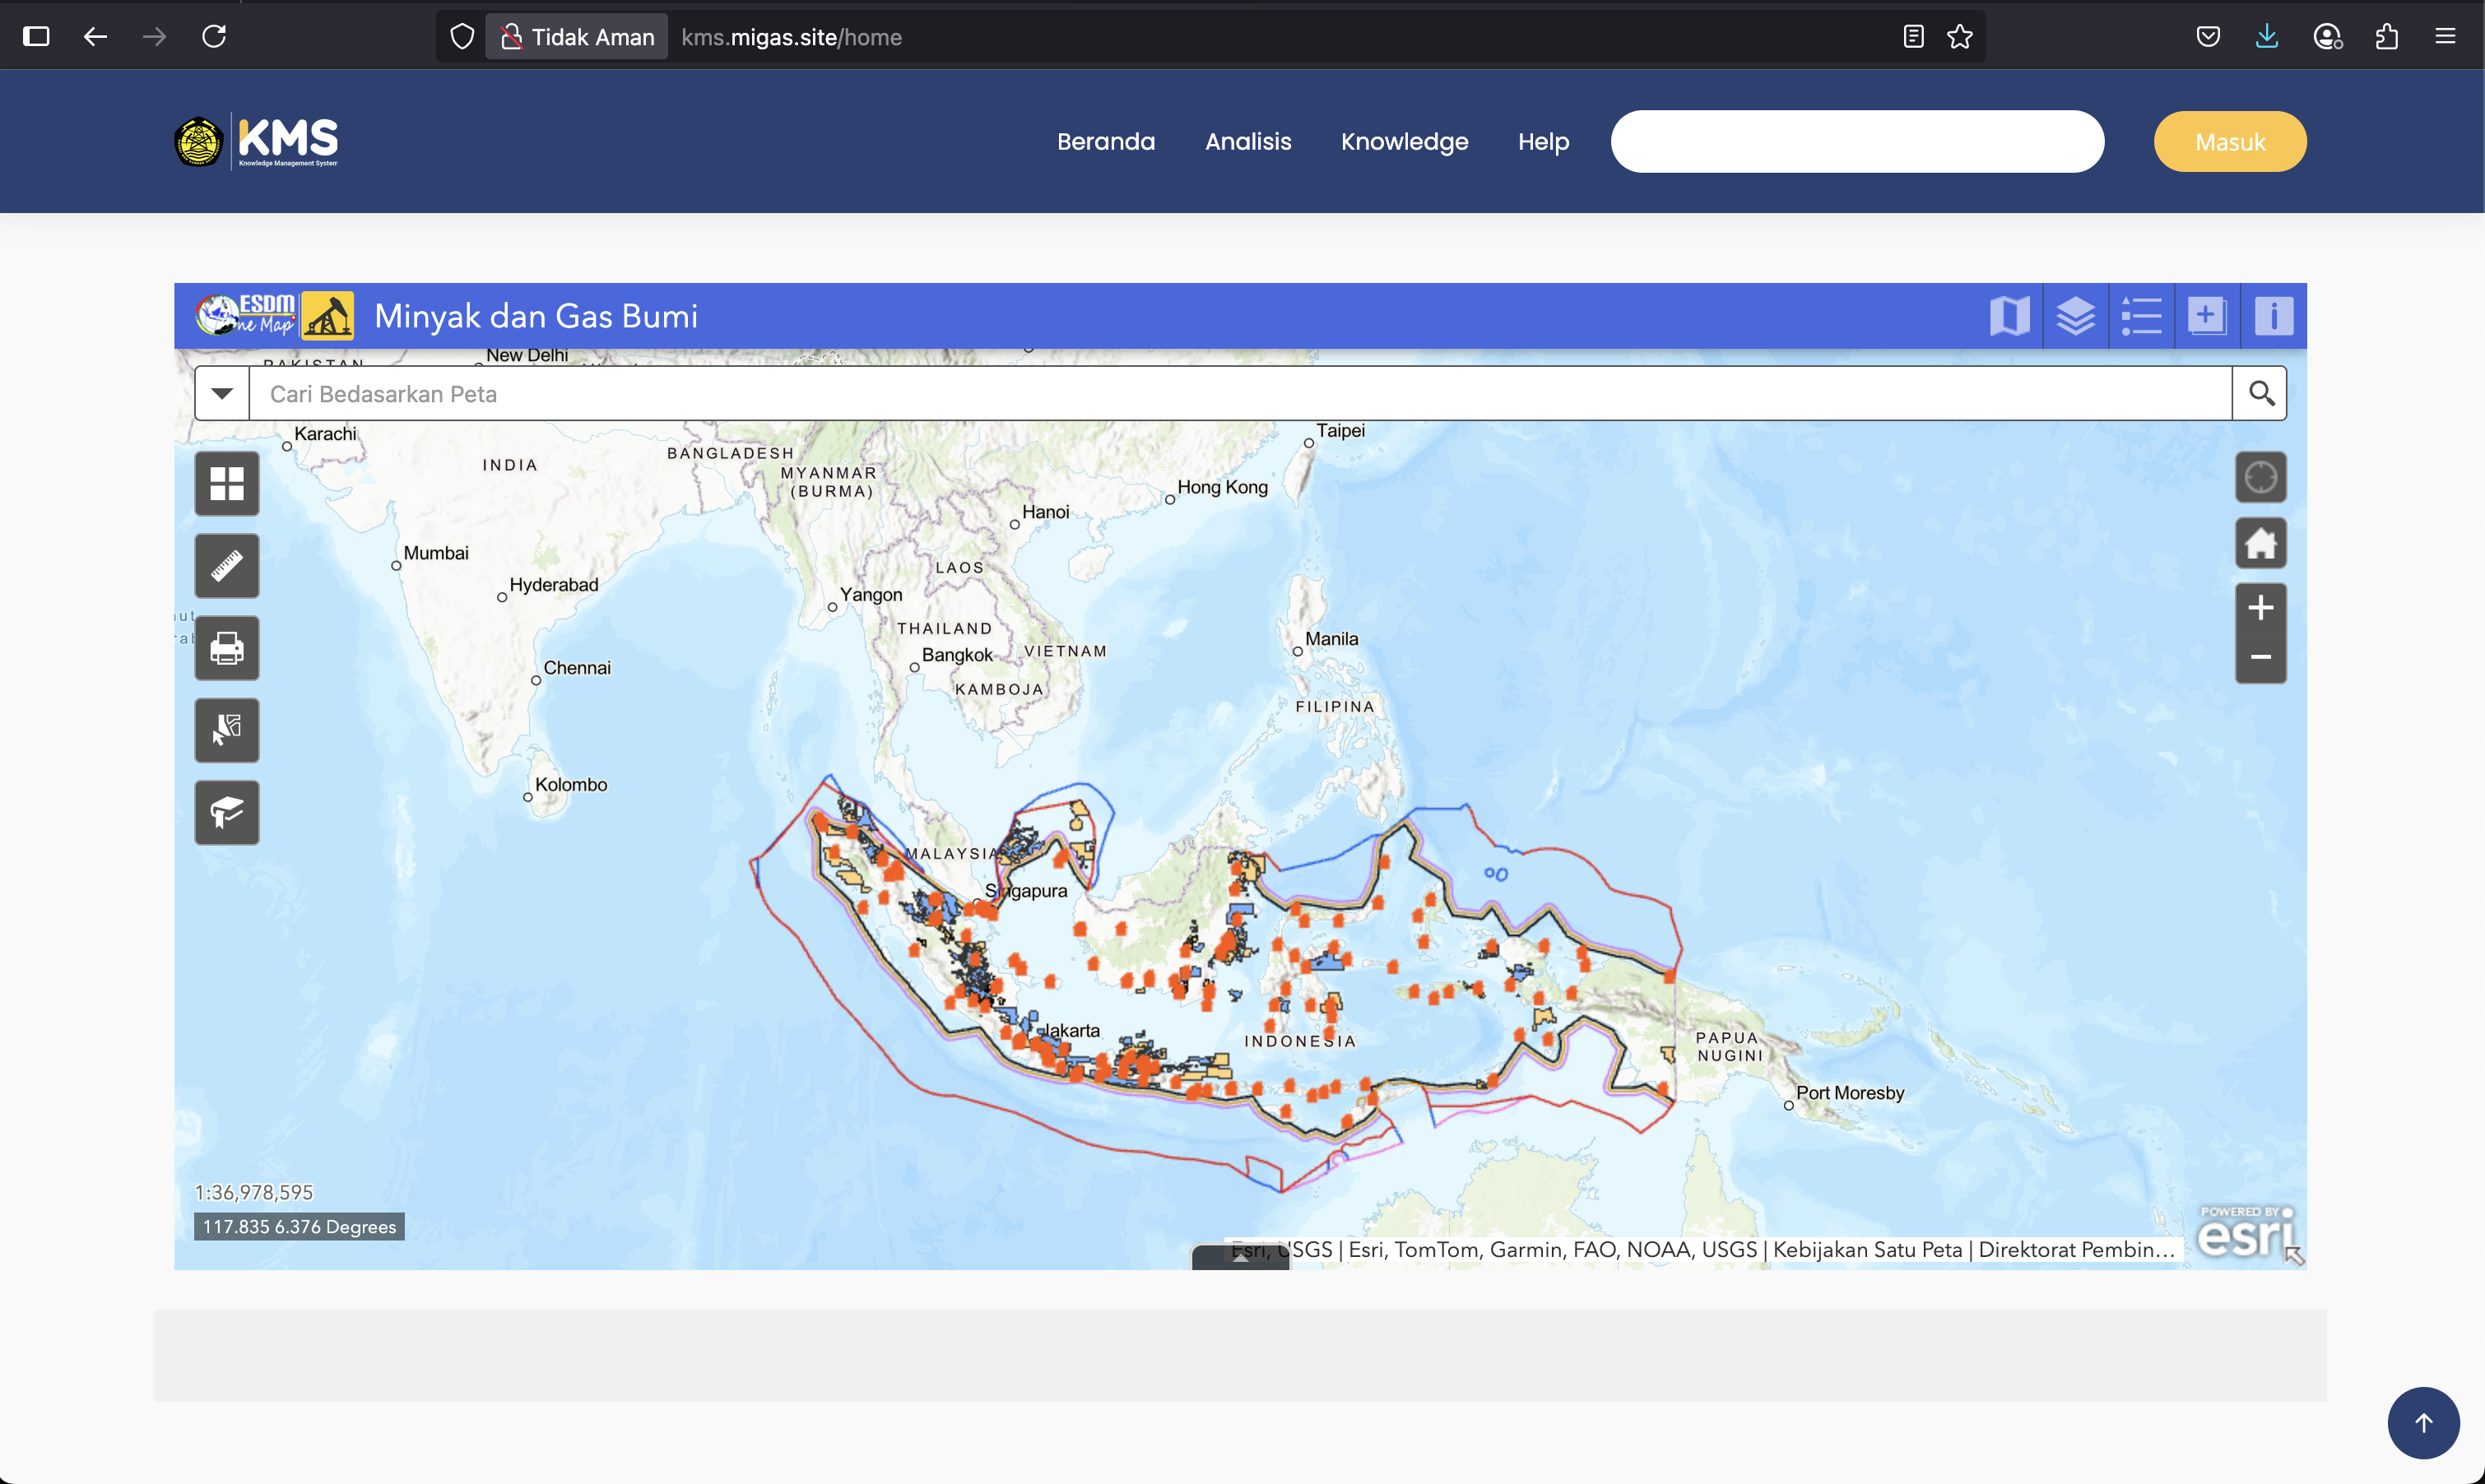 Tidak Aman
kms.migas.site/home
KMS
Knowledge Management System
Beranda
Analisis
Knowledge
Help
Masuk
ESDM
ne Map
Minyak dan Gas Bumi
PAKISTAN
New Delhi
Cari Bedasarkan Peta
Karachi
INDIA
BANGLADESH
MYANMAR
(BURMA)
Taipei
Hong Kong
Hanoi
Mumbai
Hyderabad
LAOS
Yangon
THAILAND
Bangkok
VIETNAM
Manila
Chennai
KAMBOJA
FILIPINA
Kolombo
MALAYSIA
Singapura
Jakarta
INDONESIA
PAPUA
NUGINI
Port Moresby
1:36,978,595
117.835 6.376 Degrees
POWERED BY
esri
Esri, USGS | Esri, TomTom, Garmin, FAO, NOAA, USGS | Kebijakan Satu Peta | Direktorat Pembin...